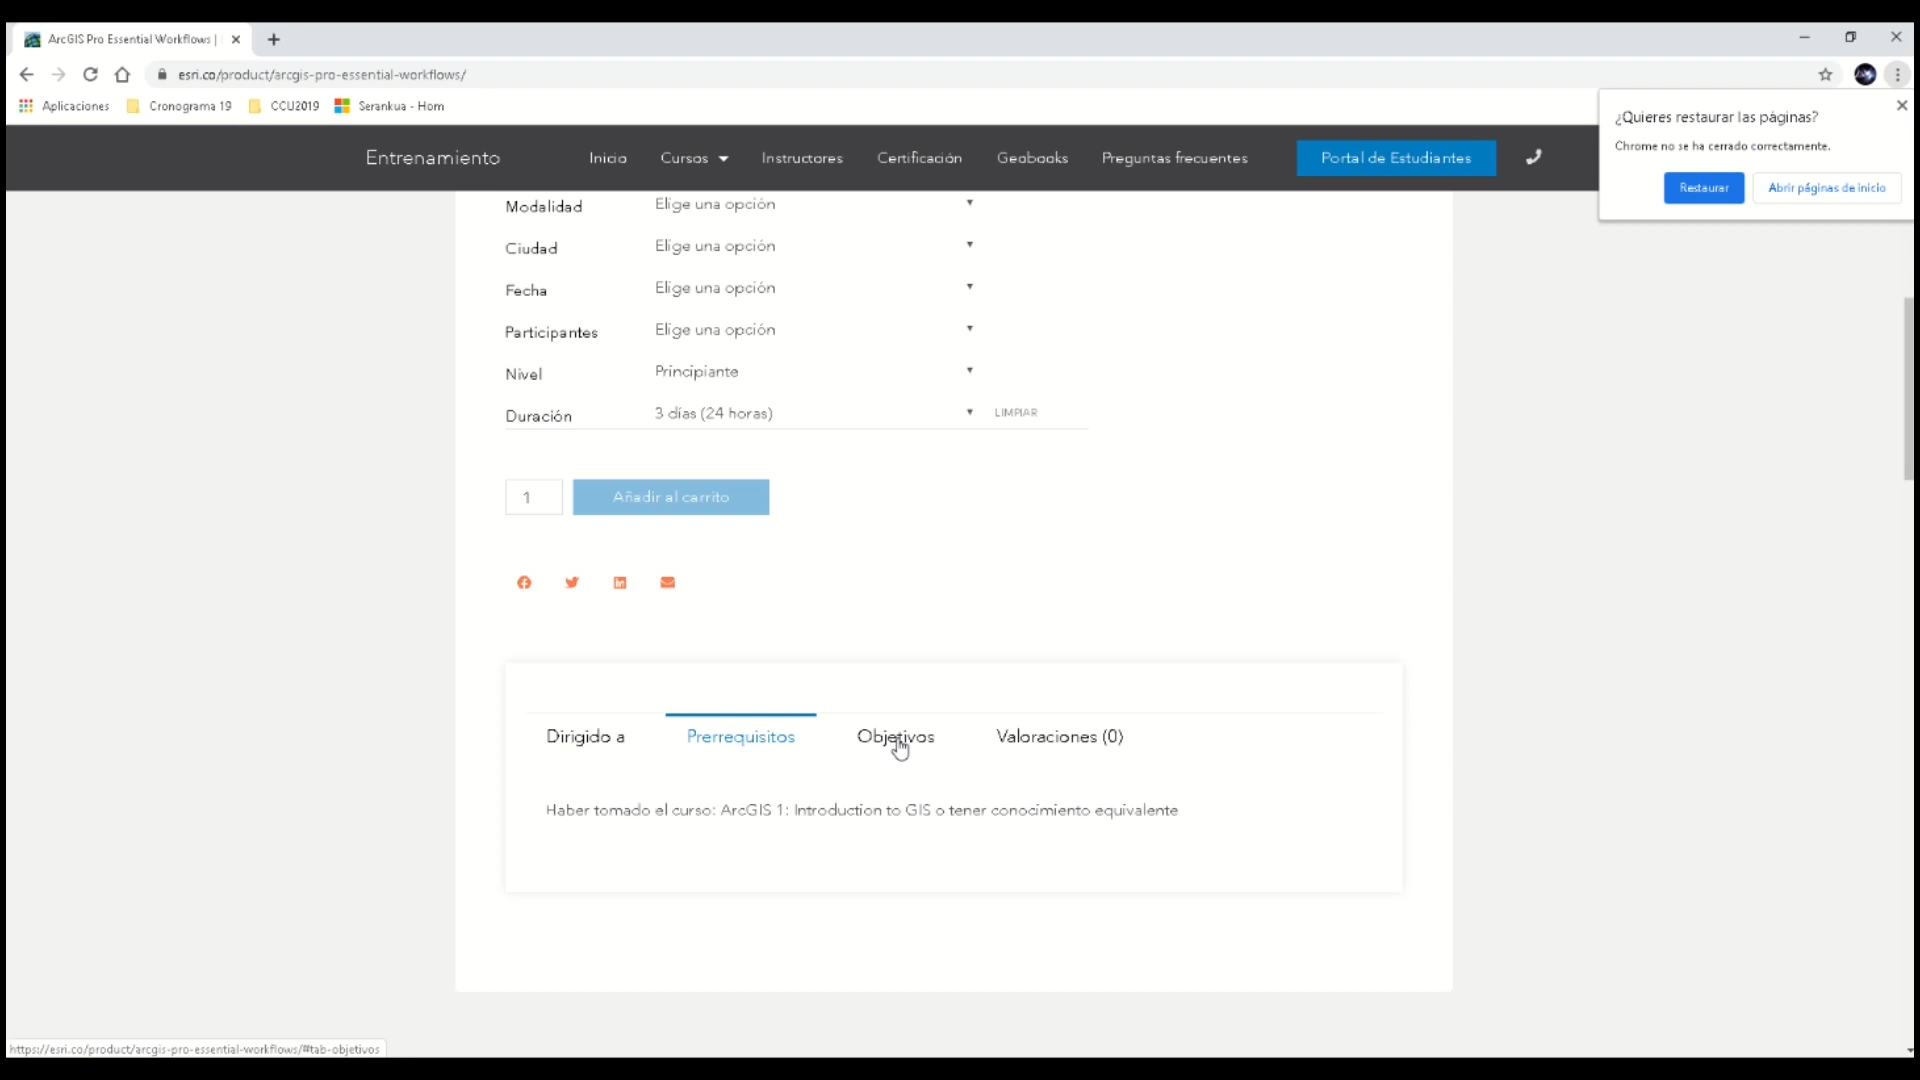 ArcGIS Pro Essential Workflows |
esri.co/product/arcgis-pro-essential-workflows/
Aplicaciones Cronograma 19 CCU2019 Serankua - Hom
¿Quieres restaurar las páginas?
Chrome no se ha cerrado correctamente.
Restaurar Abrir páginas de inicio
Entrenamiento Inicio Cursos Instructores Certificación Geobooks Preguntas frecuentes Portal de Estudiantes
Modalidad Elige una opción
Ciudad Elige una opción
Fecha Elige una opción
Participantes Elige una opción
Nivel Principiante
Duración 3 días (24 horas) LIMPIAR
1 Añadir al carrito
Dirigido a Prerrequisitos Objetivos Valoraciones (0)
Haber tomado el curso: ArcGIS 1: Introduction to GIS o tener conocimiento equivalente
https://esri.co/product/arcgis-pro-essential-workflows/#tab-objetivos